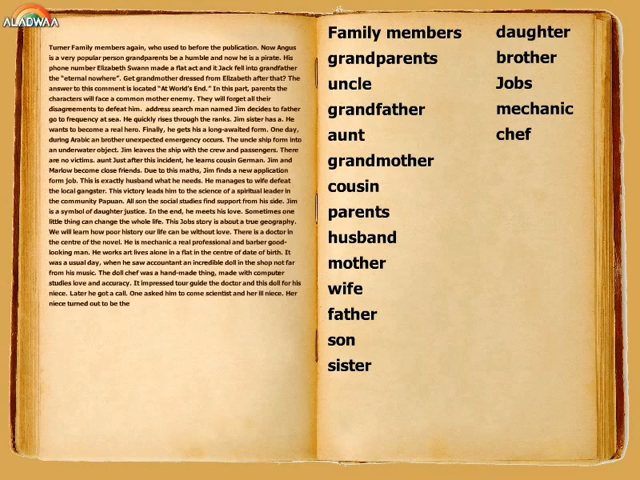 ALADWAA
Turner Family members again, who used to before the publication. Now Angus
is a very popular person grandparents be a humble and now he is a pirate. His
phone number Elizabeth Swann made a flat act and it Jack fell into grandfather
the "eternal nowhere". Get grandmother dressed from Elizabeth after that? The
answer to this comment is located "At World's End." In this part, parents the
characters will face a common mother enemy. They will forget all their
disagreements to defeat him.  address search man named Jim decides to father
go to frequency at sea. He quickly rises through the ranks. Jim sister has a. He
wants to become a real hero. Finally, he gets his a long-awaited form. One day,
during Arabic an brother unexpected emergency occurs. The uncle ship form into
an underwater object. Jim leaves the ship with the crew and passengers. There
are no victims. aunt Just after this incident, he learns cousin German. Jim and
Marlow become close friends. Due to this maths, Jim finds a new application
form job. This is exactly husband what he needs. He manages to wife defeat
the local gangster. This victory leads him to the science of a spiritual leader in
the community Papuan. All son the social studies find support from his side. Jim
is a symbol of daughter justice. In the end, he meets his love. Sometimes one
little thing can change the whole life. This Jobs story is about a true geography.
We will learn how poor history our life can be without love. There is a doctor in
the centre of the novel. He is mechanic a real professional and barber good-
looking man. He works art lives alone in a flat in the centre of date of birth. It
was a usual day, when he saw accountant an incredible doll in the shop not far
from his music. The doll chef was a hand-made thing, made with computer
studies love and accuracy. It impressed tour guide the doctor and this doll for his
niece. Later he got a call. One asked him to come scientist and her ill niece. Her
niece turned out to be the
Family members
grandparents
uncle
grandfather
aunt
grandmother
cousin
parents
husband
mother
wife
father
son
sister
daughter
brother
Jobs
mechanic
chef